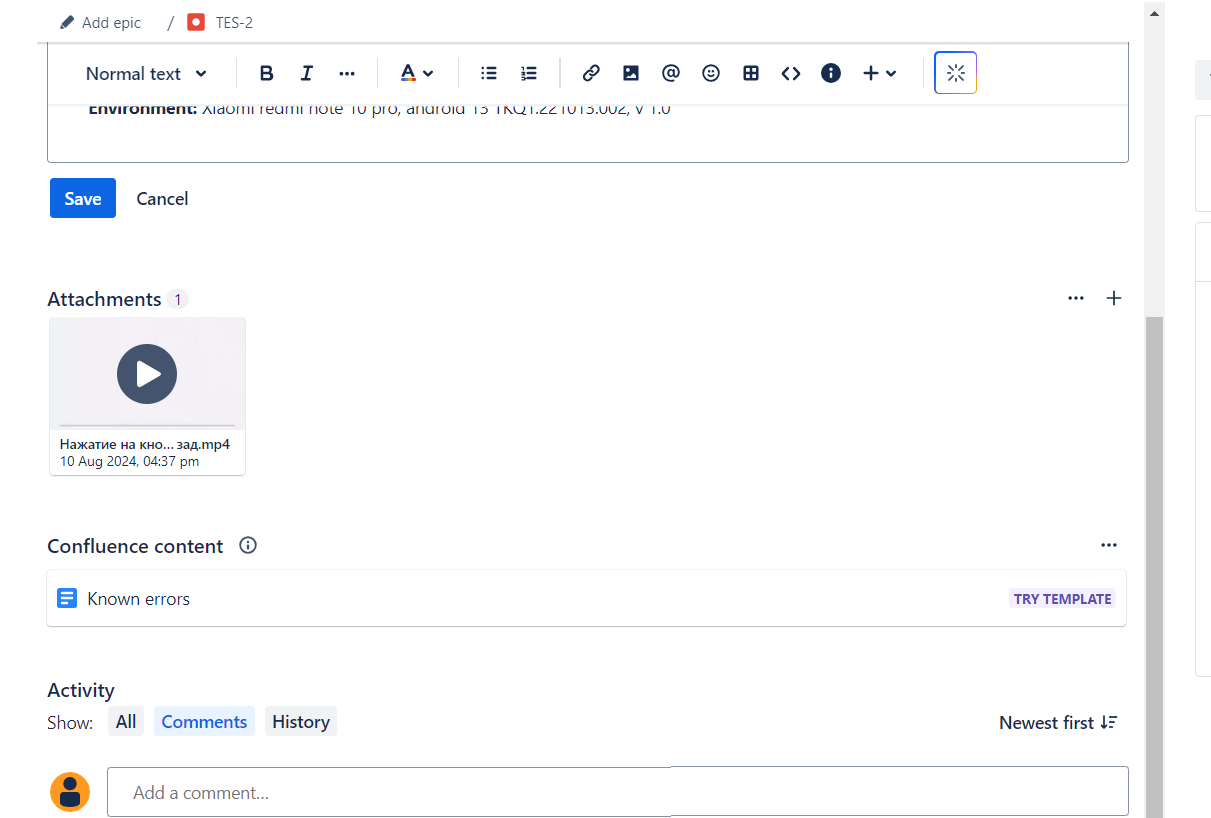 Add epic / TES-2
Normal text B I A
Environment: Xiaomi redmi note 10 pro, android 13 TKQ1.221013.002, V 1.0
Save Cancel
Attachments 1
Нажатие на кно... зад.mp4
10 Aug 2024, 04:37 pm
Confluence content
Known errors TRY TEMPLATE
Activity
Show: All Comments History Newest first
Add a comment...